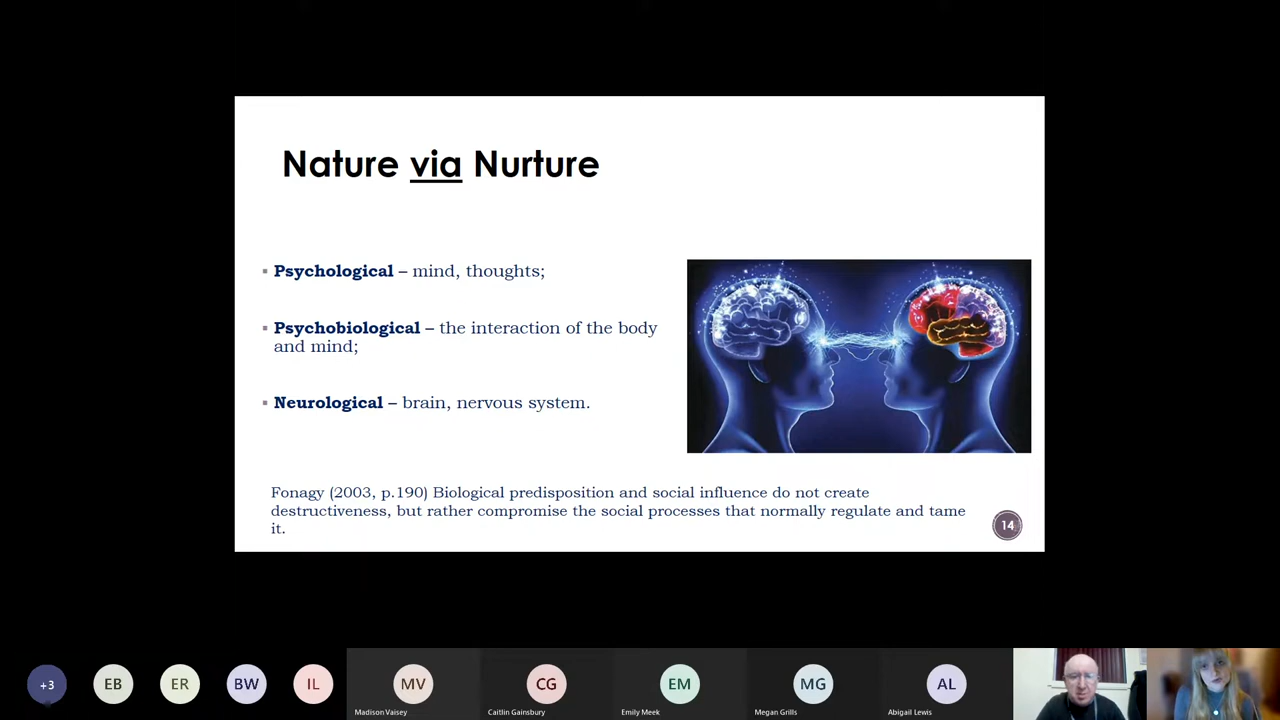 Nature via Nurture
▪ Psychological – mind, thoughts;
▪ Psychobiological – the interaction of the body
and mind;
▪ Neurological – brain, nervous system.
Fonagy (2003, p.190) Biological predisposition and social influence do not create
destructiveness, but rather compromise the social processes that normally regulate and tame
it.
14
+3
EB
ER
BW
IL
MV
CG
EM
MG
AL
Madison Vaisey
Caitlin Gainsbury
Emily Meek
Megan Grills
Abigail Lewis